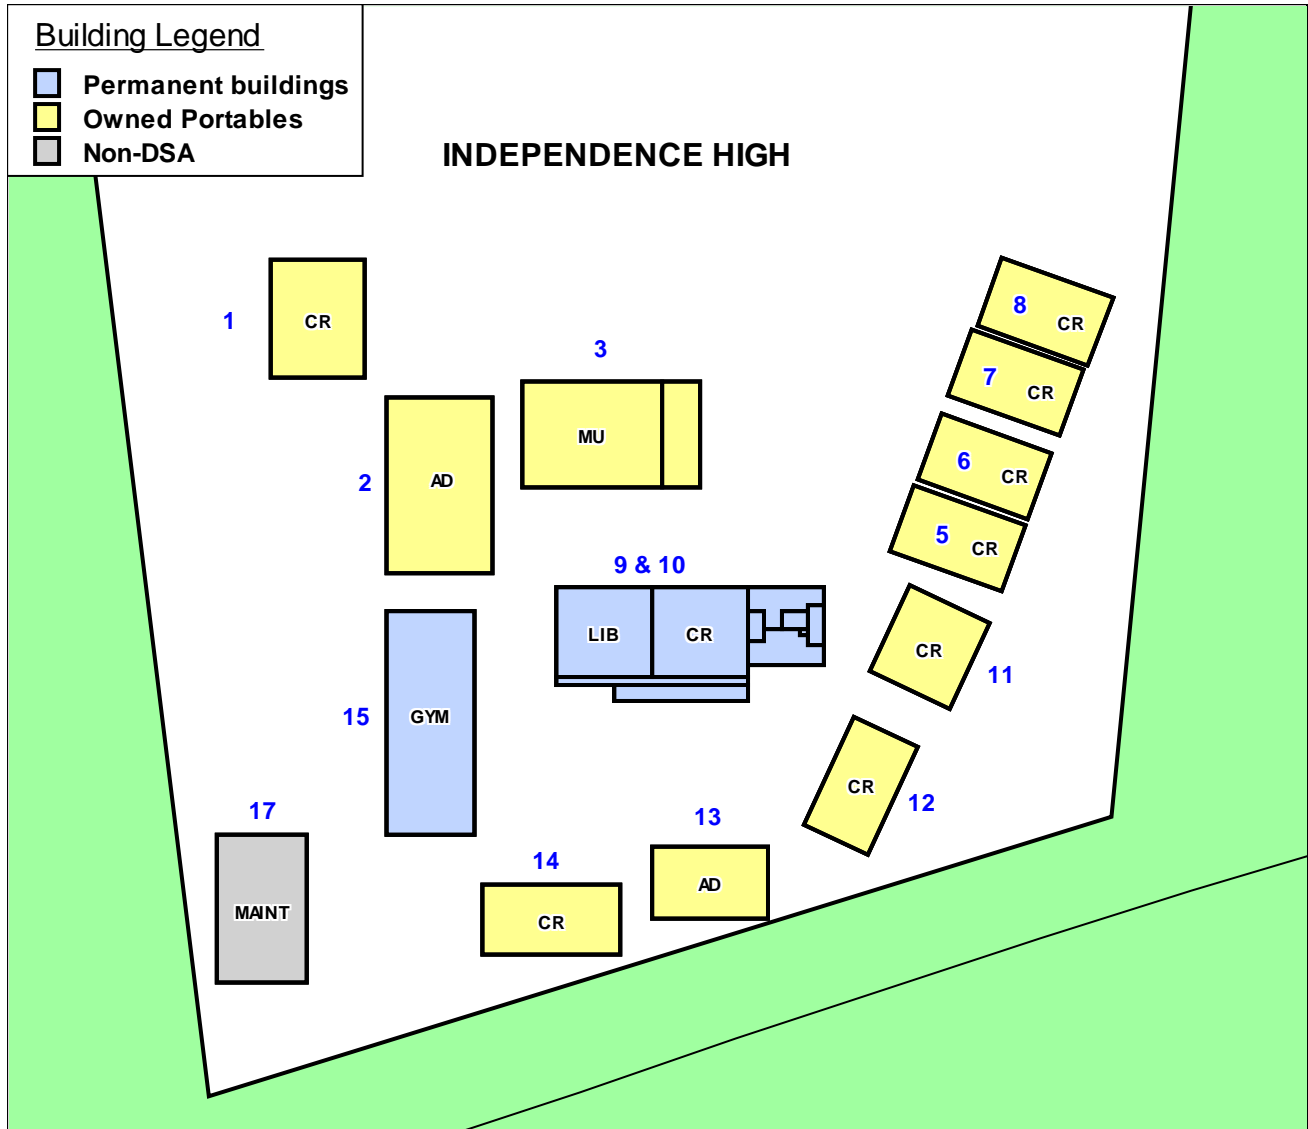 Building Legend
Permanent buildings
Owned Portables
Non-DSA
INDEPENDENCE HIGH
8
CR
1
CR
3
7
CR
MU
6
CR
2
AD
5
CR
9 & 10
LIB
CR
CR
11
15
GYM
CR
12
17
13
14
AD
MAINT
CR